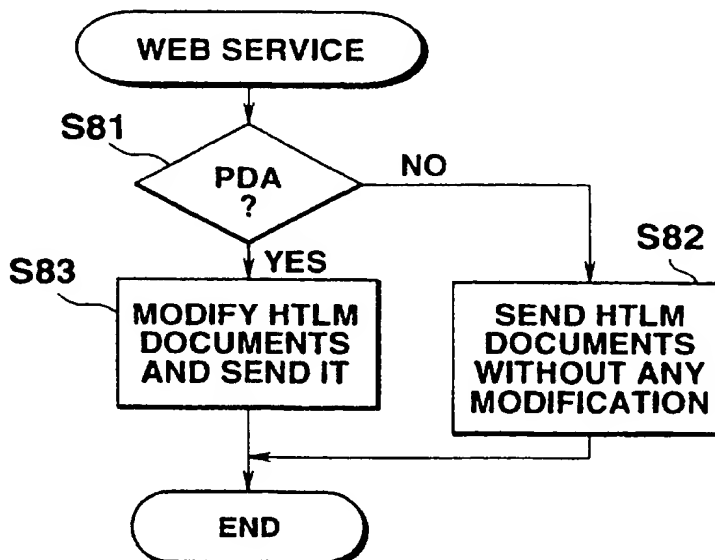 WEB SERVICE
S81
PDA
?
NO
YES
S83
MODIFY HTLM
DOCUMENTS
AND SEND IT
S82
SEND HTLM
DOCUMENTS
WITHOUT ANY
MODIFICATION
END